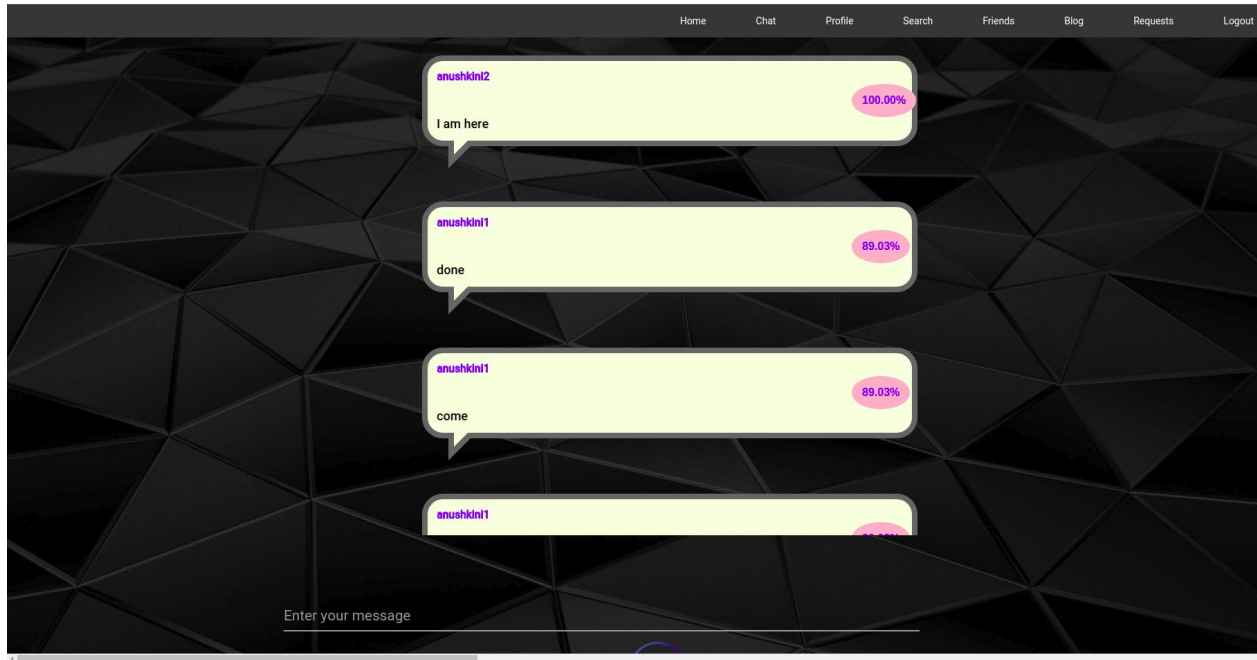 Home Chat Profile Search Friends Blog Requests Logout
anushkini2
100.00%
I am here
anushkini1
89.03%
done
anushkini1
89.03%
come
anushkini1
Enter your message